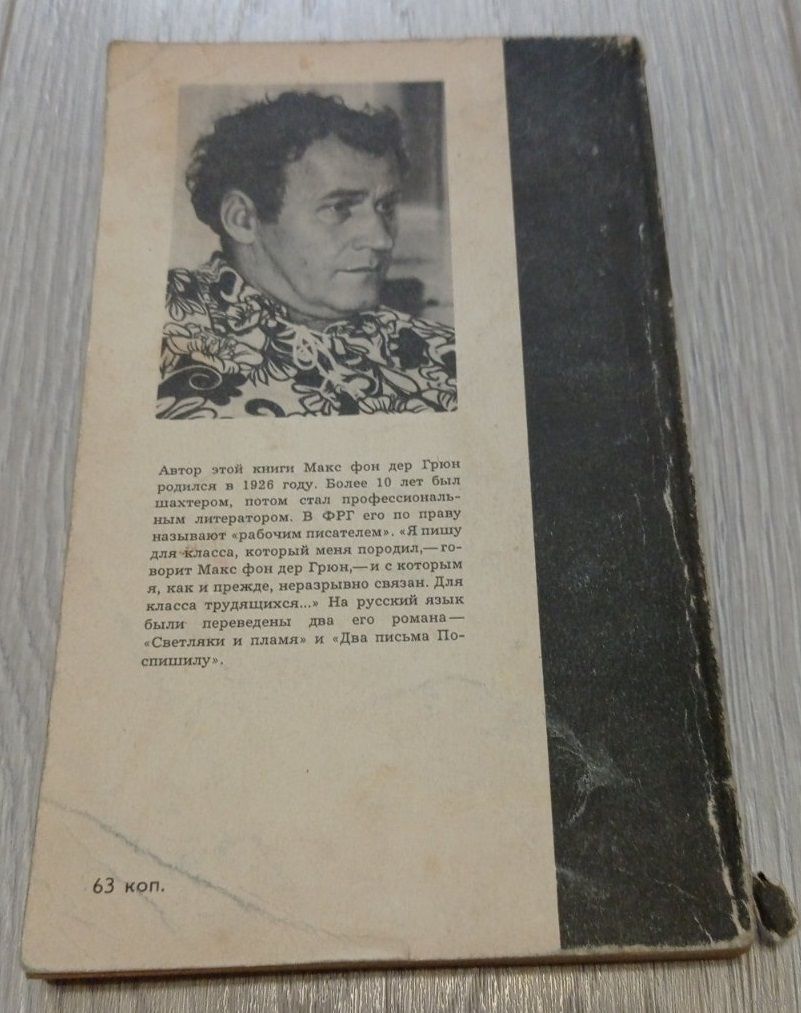 Автор этой книги Макс фон дер Грюн
родился в 1926 году. Более 10 лет был
шахтером, потом стал профессиональ-
ным литератором. В ФРГ его по праву
называют «рабочим писателем». «Я пишу
для класса, который меня породил,— го-
ворит Макс фон дер Грюн,— и с которым
я, как и прежде, неразрывно связан. Для
класса трудящихся...» На русский язык
были переведены два его романа —
«Светляки и пламя» и «Два письма По-
спишилу».
63 коп.